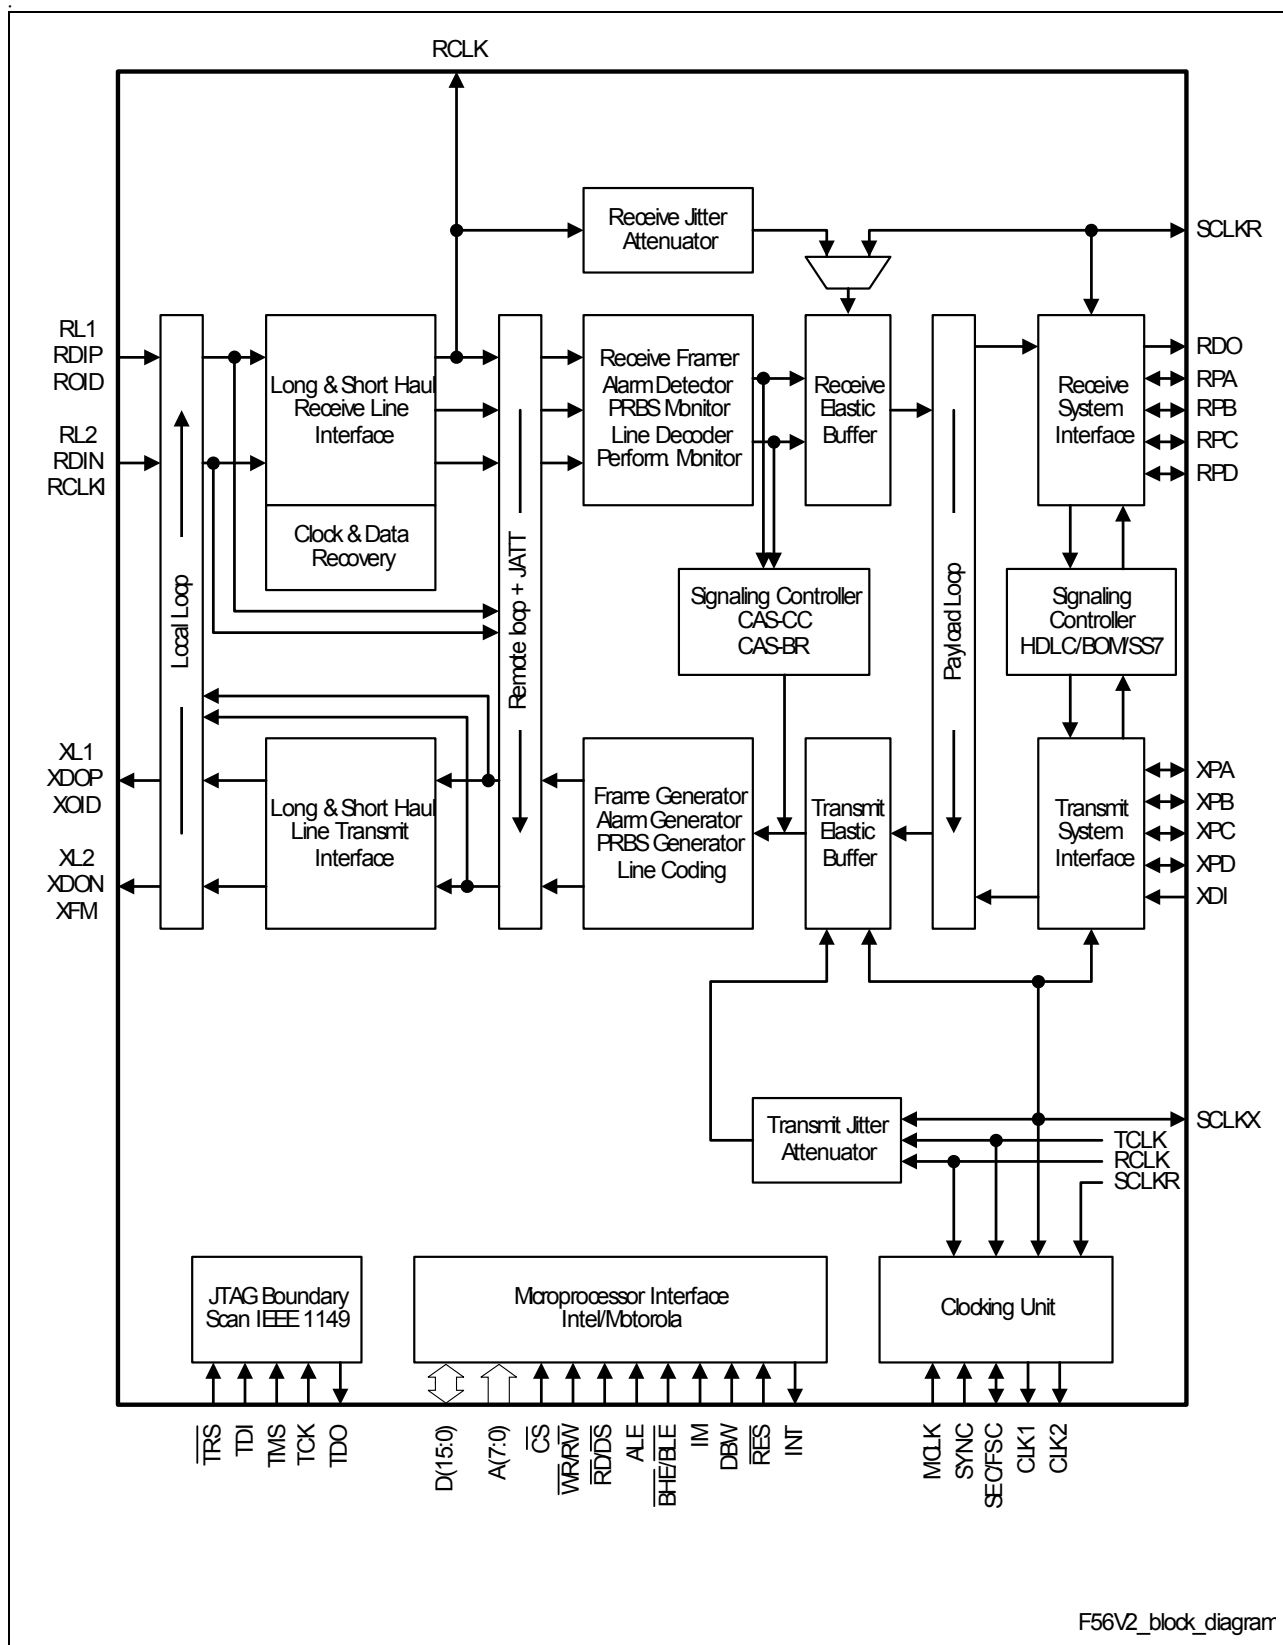 RCLK
Receive Jitter
Attenuator
SCLKR
RL1
RDIP
ROID
RL2
RDIN
RCLKI
Local Loop
Long & Short Haul
Receive Line
Interface
Clock & Data
Recovery
Remote loop + JATT
Receive Framer
Alarm Detector
PRBS Monitor
Line Decoder
Perform. Monitor
Receive
Elastic
Buffer
Payload Loop
Receive
System
Interface
RDO
RPA
RPB
RPC
RPD
Signaling Controller
CAS-CC
CAS-BR
Signaling
Controller
HDLC/BOM/SS7
XL1
XDOP
XOID
XL2
XDON
XFM
Long & Short Haul
Line Transmit
Interface
Frame Generator
Alarm Generator
PRBS Generator
Line Coding
Transmit
Elastic
Buffer
Transmit
System
Interface
XPA
XPB
XPC
XPD
XDI
Transmit Jitter
Attenuator
SCLKX
TCLK
RCLK
SCLKR
JTAG Boundary
Scan IEEE 1149
Microprocessor Interface
Intel/Motorola
Clocking Unit
TRS
TDI
TMS
TCK
TDO
D(15:0)
A(7:0)
CS
WR/RW
RD/DS
ALE
BHE/BLE
IM
DBW
RES
INT
MCLK
SYNC
SEC/FSC
CLK1
CLK2
F56V2_block_diagram